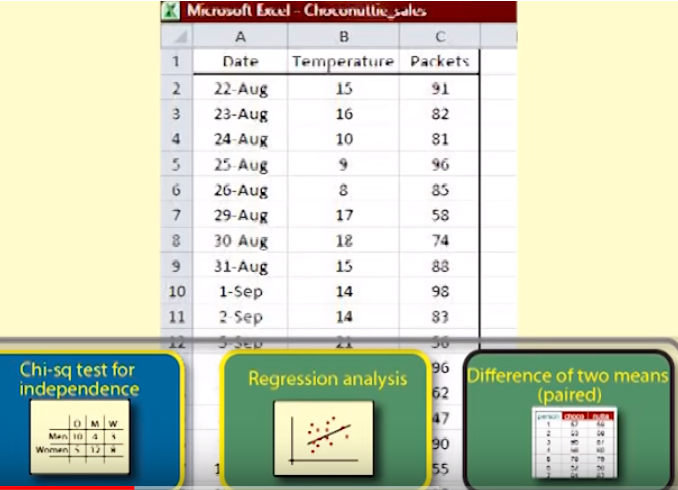 Microsoft Excel - Choconuttie_sales
A B C
1 Date Temperature Packets
2 22-Aug 15 91
3 23-Aug 16 82
4 24-Aug 10 81
5 25-Aug 9 96
6 26-Aug 8 85
7 29-Aug 17 58
8 30-Aug 18 74
9 31-Aug 15 88
10 1-Sep 14 98
11 2-Sep 14 83
12 5-Sep 21 56
96
62
47
90
1 55
Chi-sq test for
independence
O M W
Men 10 4
Women 5 12 8
Regression analysis
Difference of two means
(paired)
person choco nutta
1
2